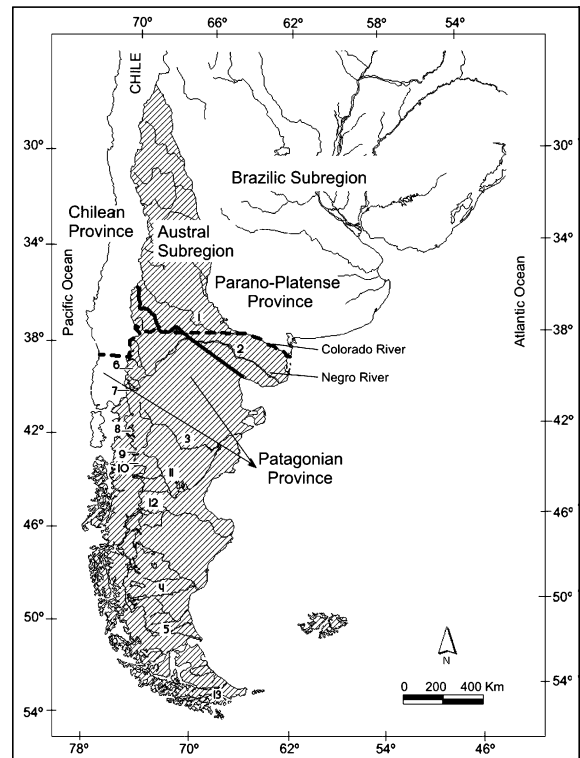 70° 66° 62° 58° 54°
CHILE
30° 30°
Brazilic Subregion
Chilean
Province
Austral
Subregion
34° 34°
Parano-Platense
Province
Pacific Ocean
Atlantic Ocean
1
38° 38°
2
Colorado River
6
Negro River
7
8
42° 42°
3
9
Patagonian
Province
10
11
12
46° 46°
4
50° 50°
5
N
0 200 400 Km
13
54° 54°
78° 70° 62° 54° 46°